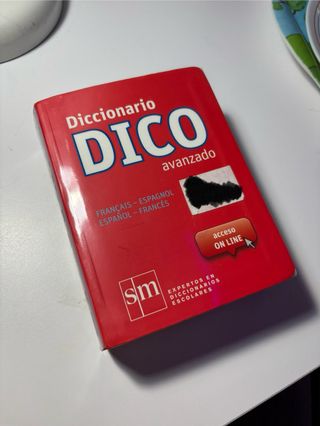 Diccionario
DICO
avanzado
FRANÇAIS – ESPAGNOL
ESPAÑOL – FRANCÉS
acceso
ON LINE
sm
EXPERTOS EN
DICCIONARIOS
ESCOLARES